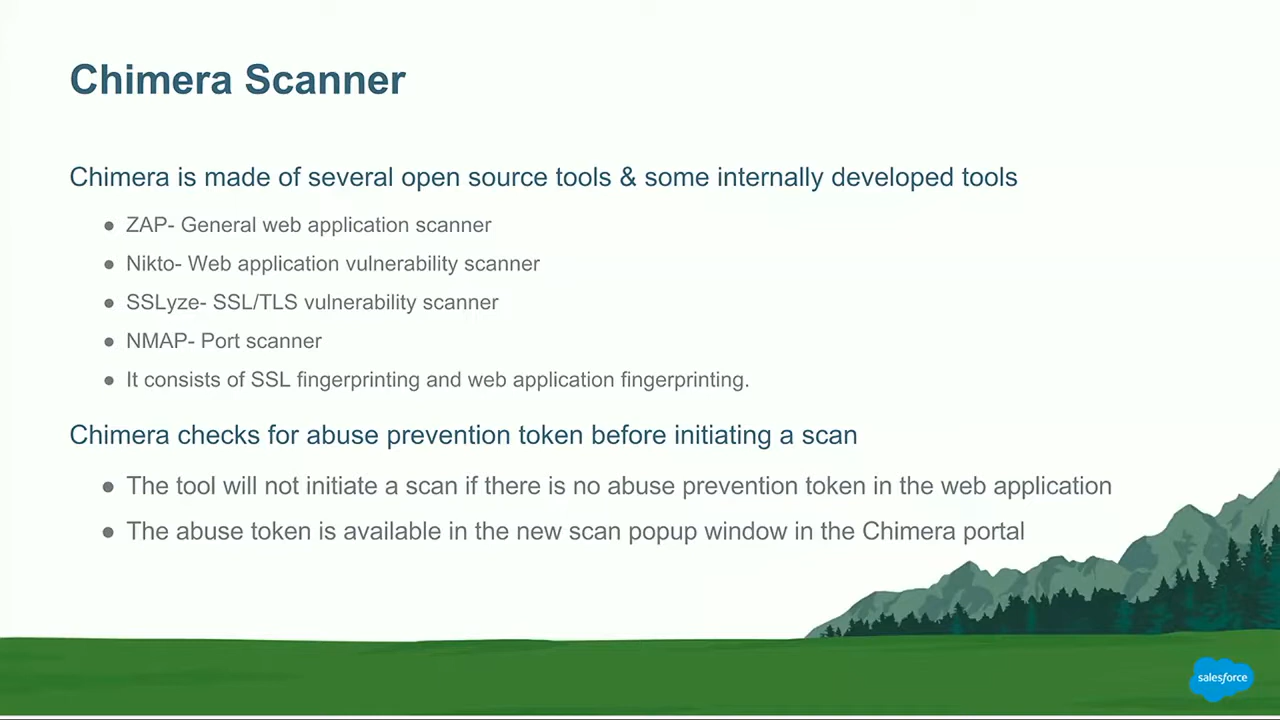 Chimera Scanner
Chimera is made of several open source tools & some internally developed tools
● ZAP- General web application scanner
● Nikto- Web application vulnerability scanner
● SSLyze- SSL/TLS vulnerability scanner
● NMAP- Port scanner
● It consists of SSL fingerprinting and web application fingerprinting.
Chimera checks for abuse prevention token before initiating a scan
● The tool will not initiate a scan if there is no abuse prevention token in the web application
● The abuse token is available in the new scan popup window in the Chimera portal
salesforce